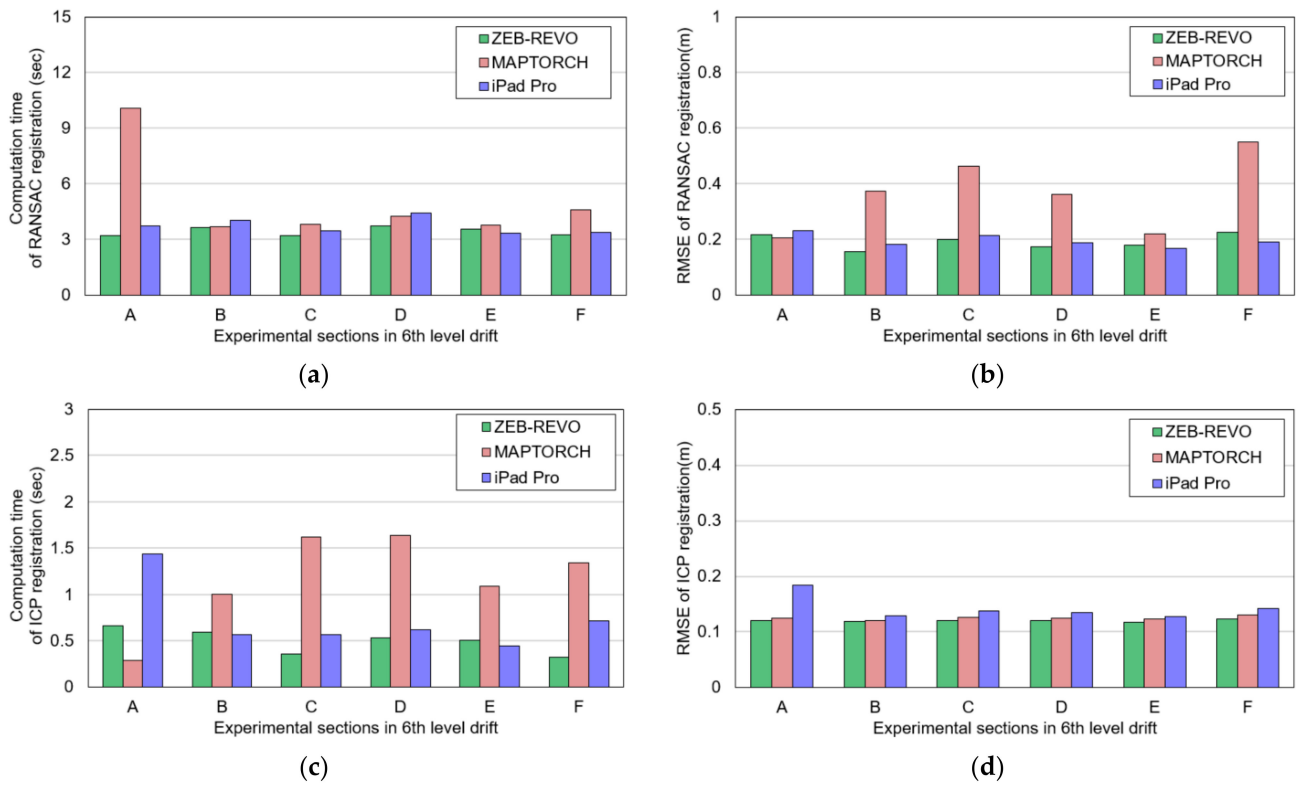 15
12
9
6
3
0
Computation time
of RANSAC registration (sec)
ZEB-REVO
MAPTORCH
iPad Pro
A B C D E F
Experimental sections in 6th level drift
(a)
1
0.8
0.6
0.4
0.2
0
RMSE of RANSAC registration(m)
ZEB-REVO
MAPTORCH
iPad Pro
A B C D E F
Experimental sections in 6th level drift
(b)
3
2.5
2
1.5
1
0.5
0
Computation time
of ICP registration (sec)
ZEB-REVO
MAPTORCH
iPad Pro
A B C D E F
Experimental sections in 6th level drift
(c)
0.5
0.4
0.3
0.2
0.1
0
RMSE of ICP registration(m)
ZEB-REVO
MAPTORCH
iPad Pro
A B C D E F
Experimental sections in 6th level drift
(d)